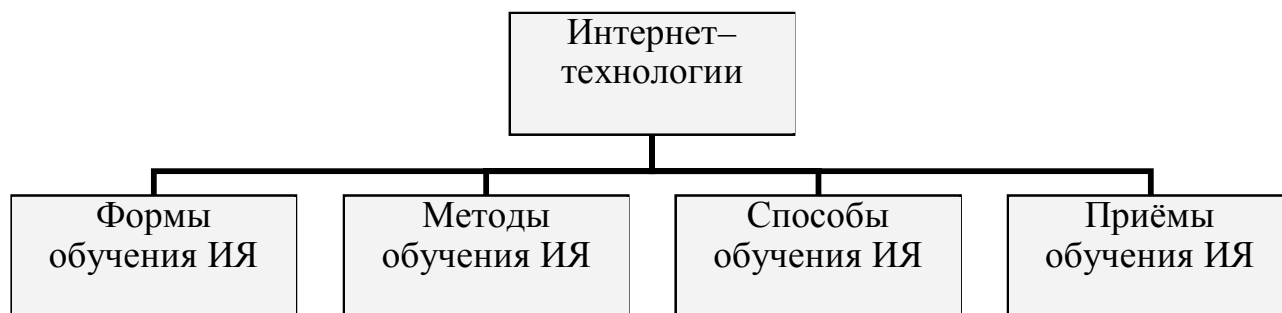 Интернет–
технологии
Формы
обучения ИЯ
Методы
обучения ИЯ
Способы
обучения ИЯ
Приёмы
обучения ИЯ